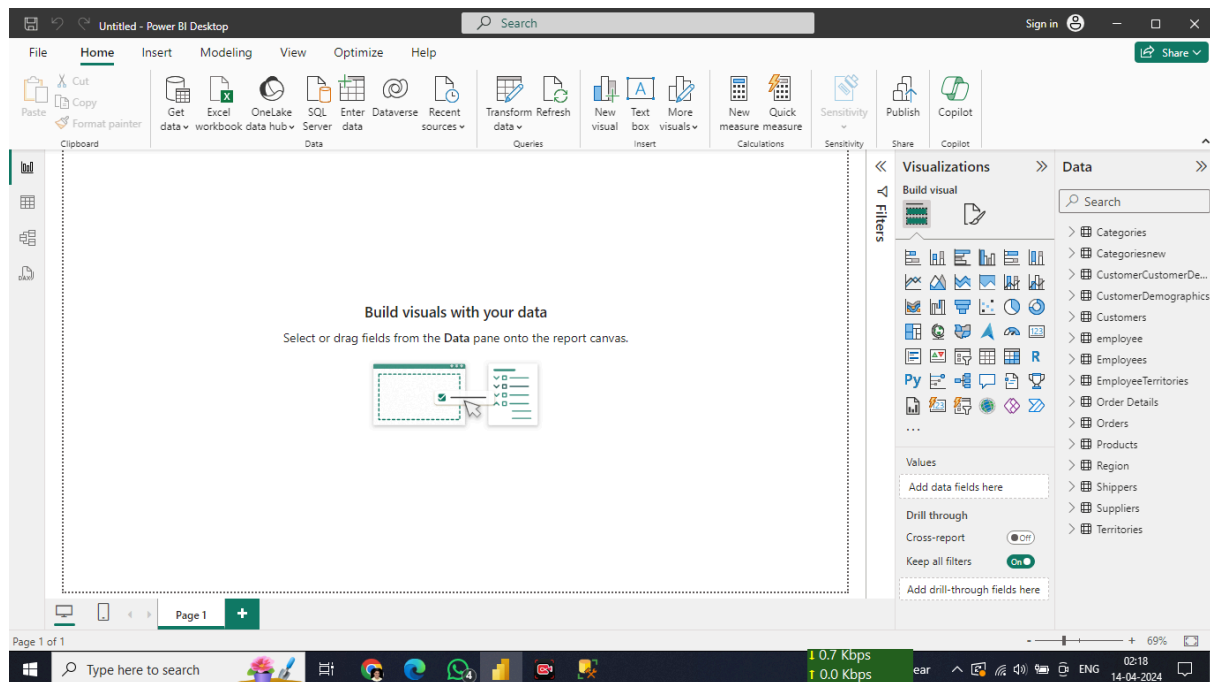 Untitled - Power BI Desktop
Search
Sign in
File Home Insert Modeling View Optimize Help
Share
Paste
Cut
Copy
Format painter
Clipboard
Get data
Excel workbook
OneLake data hub
SQL Server
Enter data
Dataverse
Recent sources
Data
Transform data
Refresh
Queries
New visual
Text box
More visuals
Insert
New measure
Quick measure
Calculations
Sensitivity
Sensitivity
Publish
Share
Copilot
Copilot
DAX
Build visuals with your data
Select or drag fields from the Data pane onto the report canvas.
Filters
Visualizations
Build visual
123
R
Py
...
Values
Add data fields here
Drill through
Cross-report
Off
Keep all filters
On
Add drill-through fields here
Data
Search
Categories
Categoriesnew
CustomerCustomerDe...
CustomerDemographics
Customers
employee
Employees
EmployeeTerritories
Order Details
Orders
Products
Region
Shippers
Suppliers
Territories
Page 1
Page 1 of 1
- + 69%
Type here to search
4
↓ 0.7 Kbps
↑ 0.0 Kbps
ear
ENG
02:18
14-04-2024